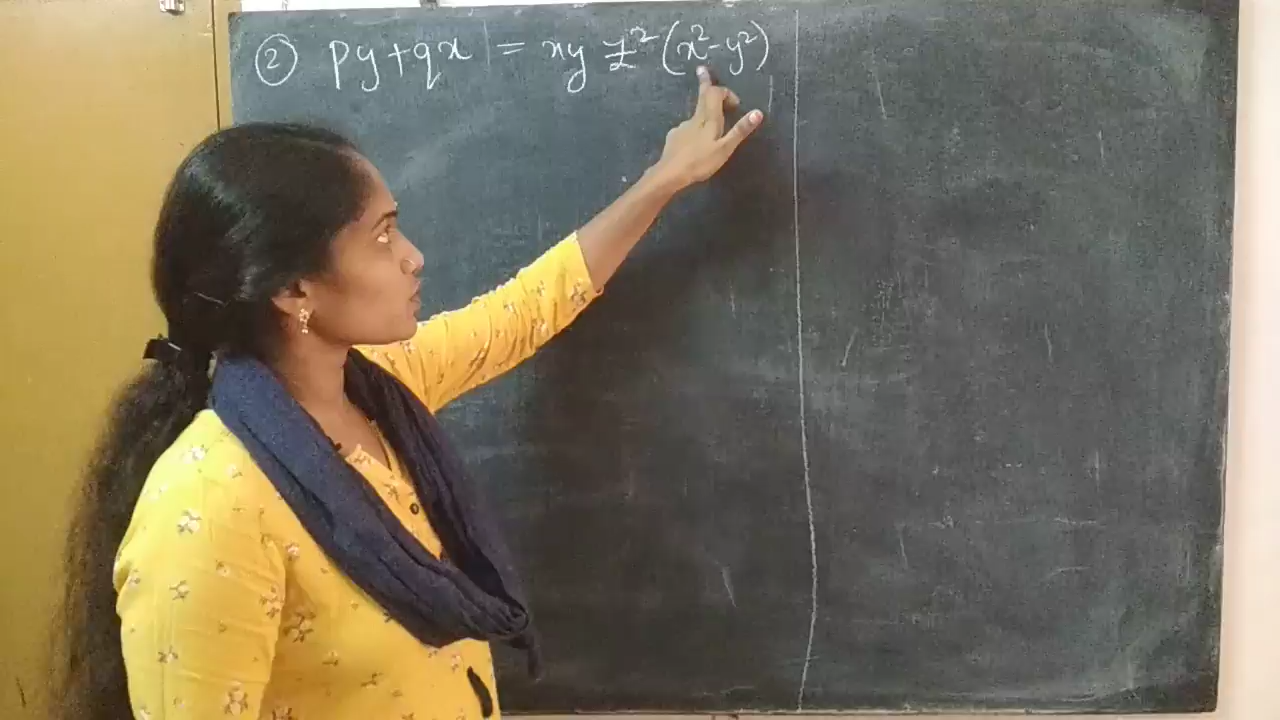 ② py+qx = xy z² (x²-y²)